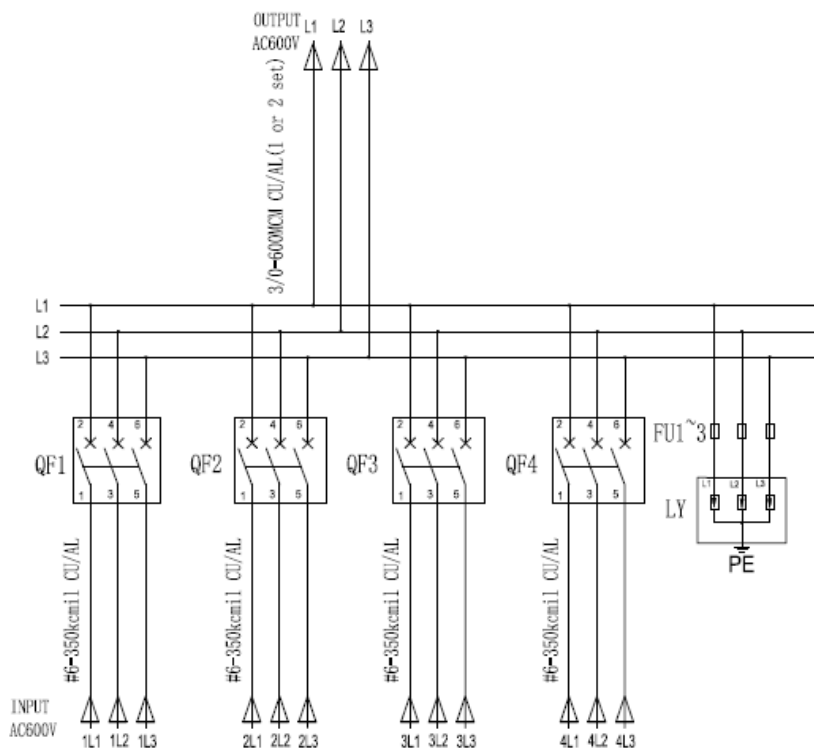 OUTPUT
AC600V
L1 L2 L3
3/0-600MCM CU/AL(1 or 2 set)
L1
L2
L3
2 4 6
2 4 6
2 4 6
2 4 6
QF1
QF2
QF3
QF4
1 3 5
1 3 5
1 3 5
1 3 5
FU1~3
L1 L2 L3
LY
PE
#6-350kcmil CU/AL
#6-350kcmil CU/AL
#6-350kcmil CU/AL
#6-350kcmil CU/AL
INPUT
AC600V
1L1 1L2 1L3
2L1 2L2 2L3
3L1 3L2 3L3
4L1 4L2 4L3